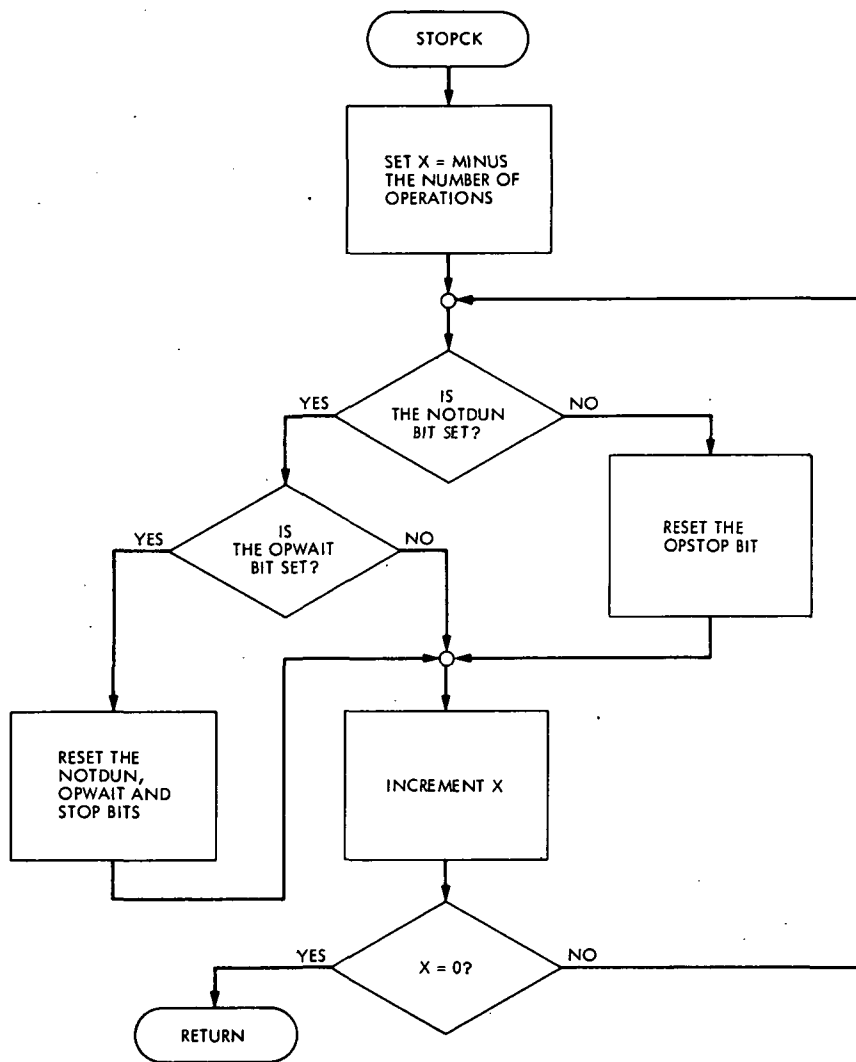 STOPCK
SET X = MINUS
THE NUMBER OF
OPERATIONS
IS
THE NOTDUN
BIT SET?
YES
NO
RESET THE
OPSTOP BIT
IS
THE OPWAIT
BIT SET?
YES
NO
RESET THE
NOTDUN,
OPWAIT AND
STOP BITS
INCREMENT X
X = 0?
YES
NO
RETURN